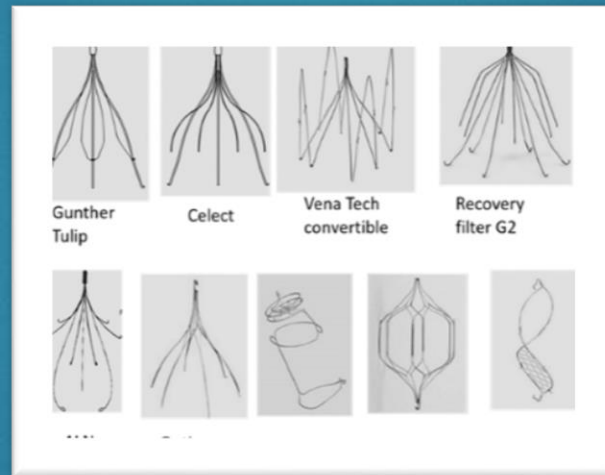 Gunther
Tulip
Celect
Vena Tech
convertible
Recovery
filter G2